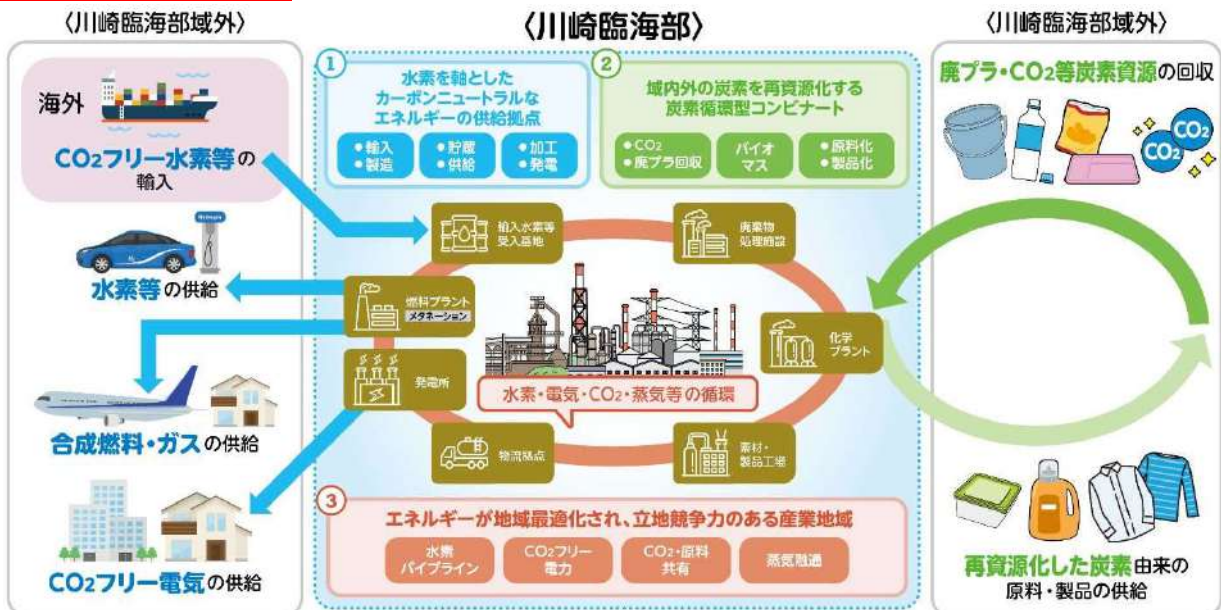 〈川崎臨海部域外〉
海外
CO2フリー水素等の
輸入
水素等の供給
合成燃料・ガスの供給
CO2フリー電気の供給
〈川崎臨海部〉
①
水素を軸とした
カーボンニュートラルな
エネルギーの供給拠点
●輸入
●製造
●貯蔵
●供給
●加工
●発電
②
域内外の炭素を再資源化する
炭素循環型コンビナート
●CO2
●廃プラ回収
バイオ
マス
●原料化
●製品化
輸入水素等
受入基地
廃棄物
処理施設
燃料プラント
メタネーション
化学
プラント
発電所
水素・電気・CO2・蒸気等の循環
物流拠点
素材・
製品工場
③
エネルギーが地域最適化され、立地競争力のある産業地域
水素
パイプライン
CO2フリー
電力
CO2・原料
共有
蒸気融通
〈川崎臨海部域外〉
廃プラ・CO2等炭素資源の回収
CO2
CO2
再資源化した炭素由来の
原料・製品の供給